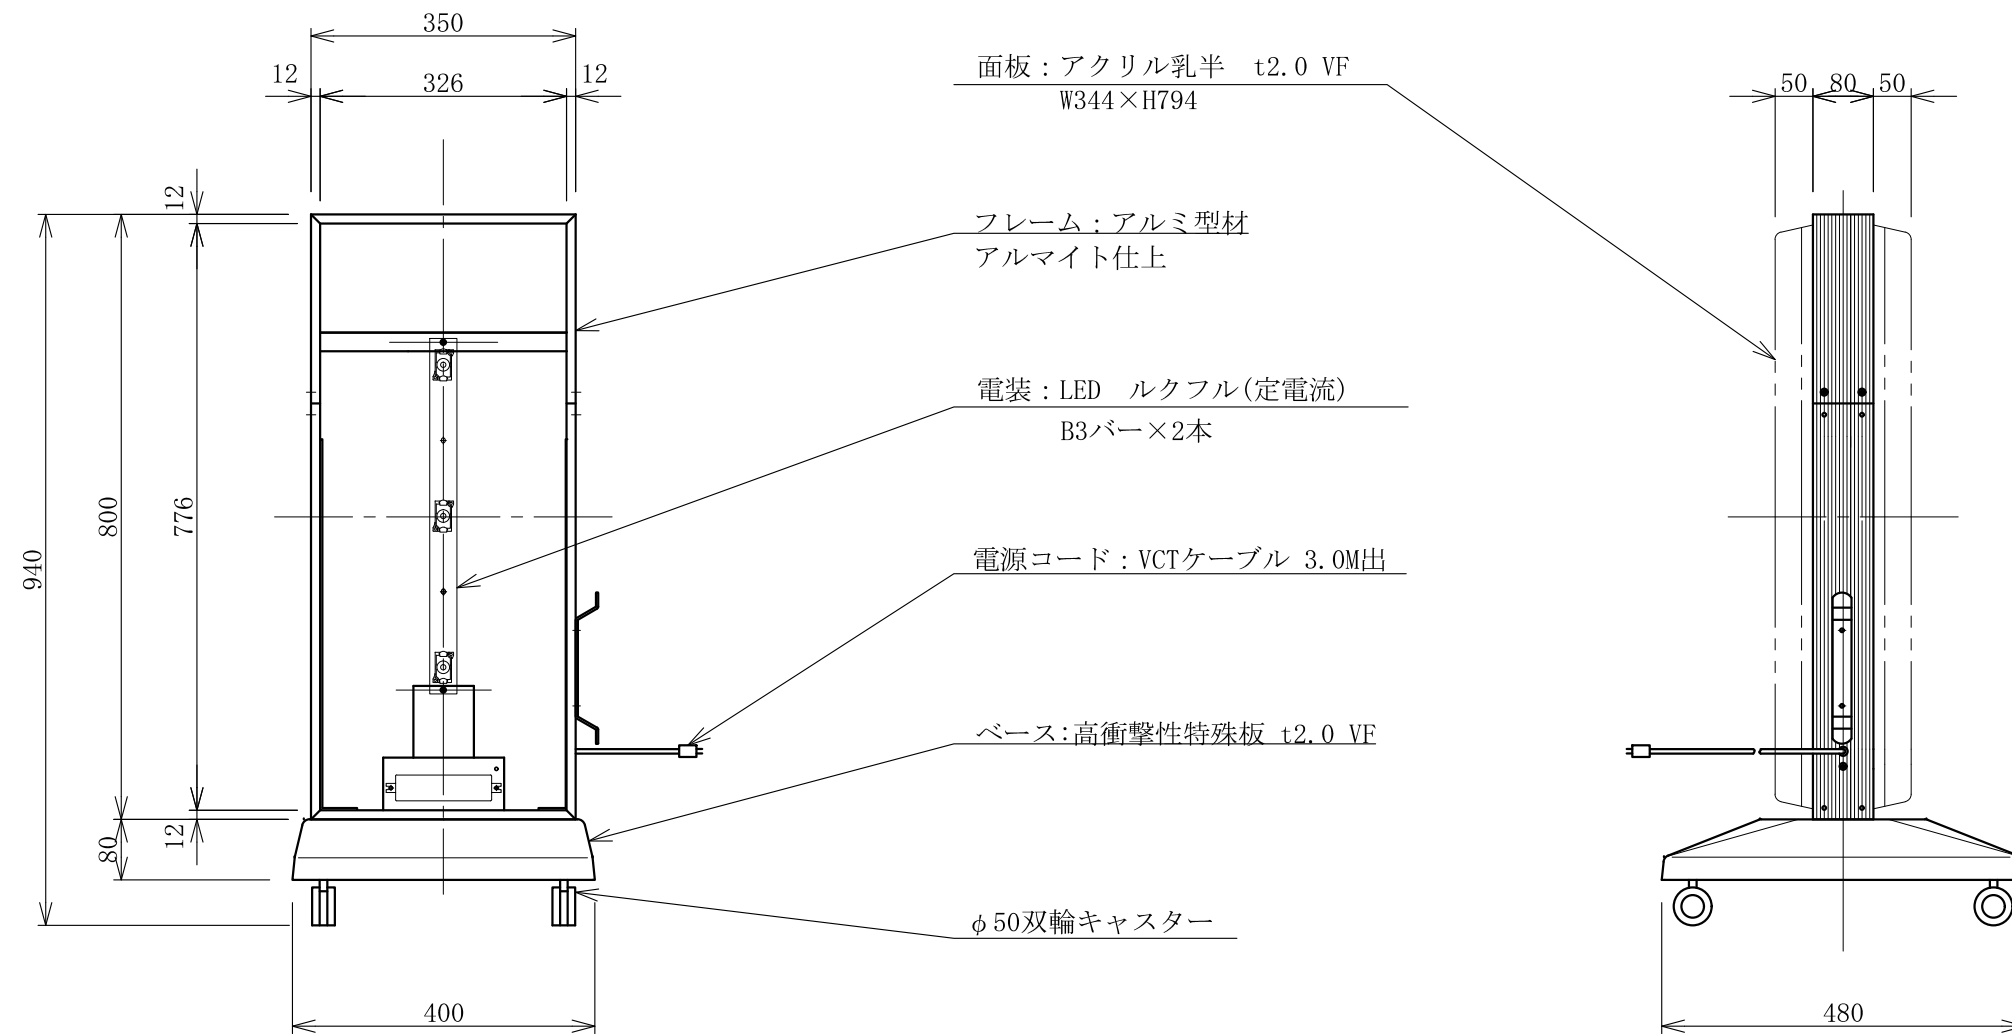 350
12 326 12
面板：アクリル乳半　t2.0 VF
W344×H794
50 80 50
12
フレーム：アルミ型材
アルマイト仕上
電装：LED　ルクフル(定電流)
B3バー×2本
940
800
776
電源コード：VCTケーブル 3.0M出
ベース:高衝撃性特殊板 t2.0 VF
80
12
φ50双輪キャスター
400
480